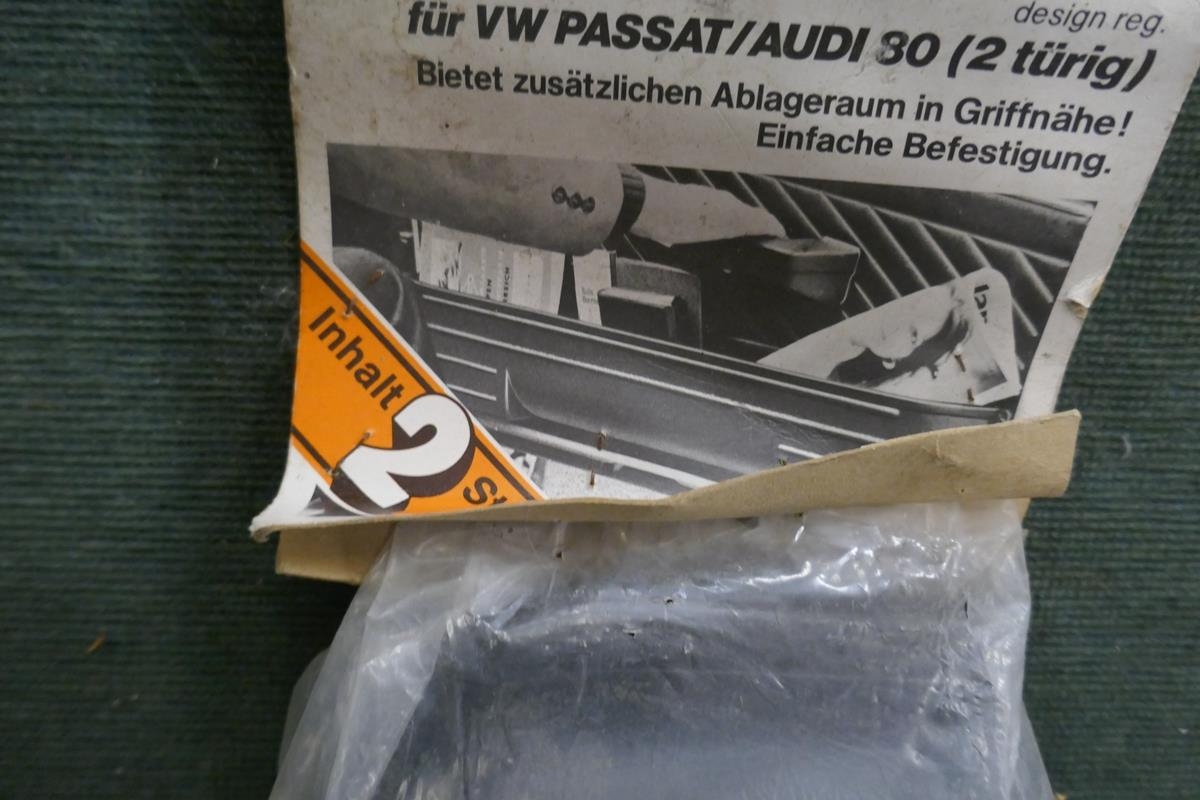 design reg.
für VW PASSAT/AUDI 80 (2 türig)
Bietet zusätzlichen Ablageraum in Griffnähe!
Einfache Befestigung.
Inhalt
2